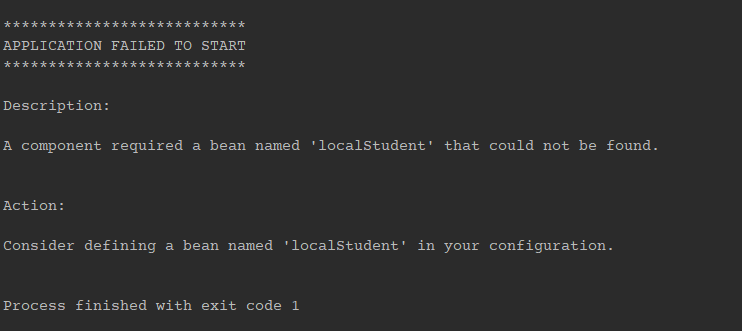 ***************************
APPLICATION FAILED TO START
***************************
Description:
A component required a bean named 'localStudent' that could not be found.
Action:
Consider defining a bean named 'localStudent' in your configuration.
Process finished with exit code 1